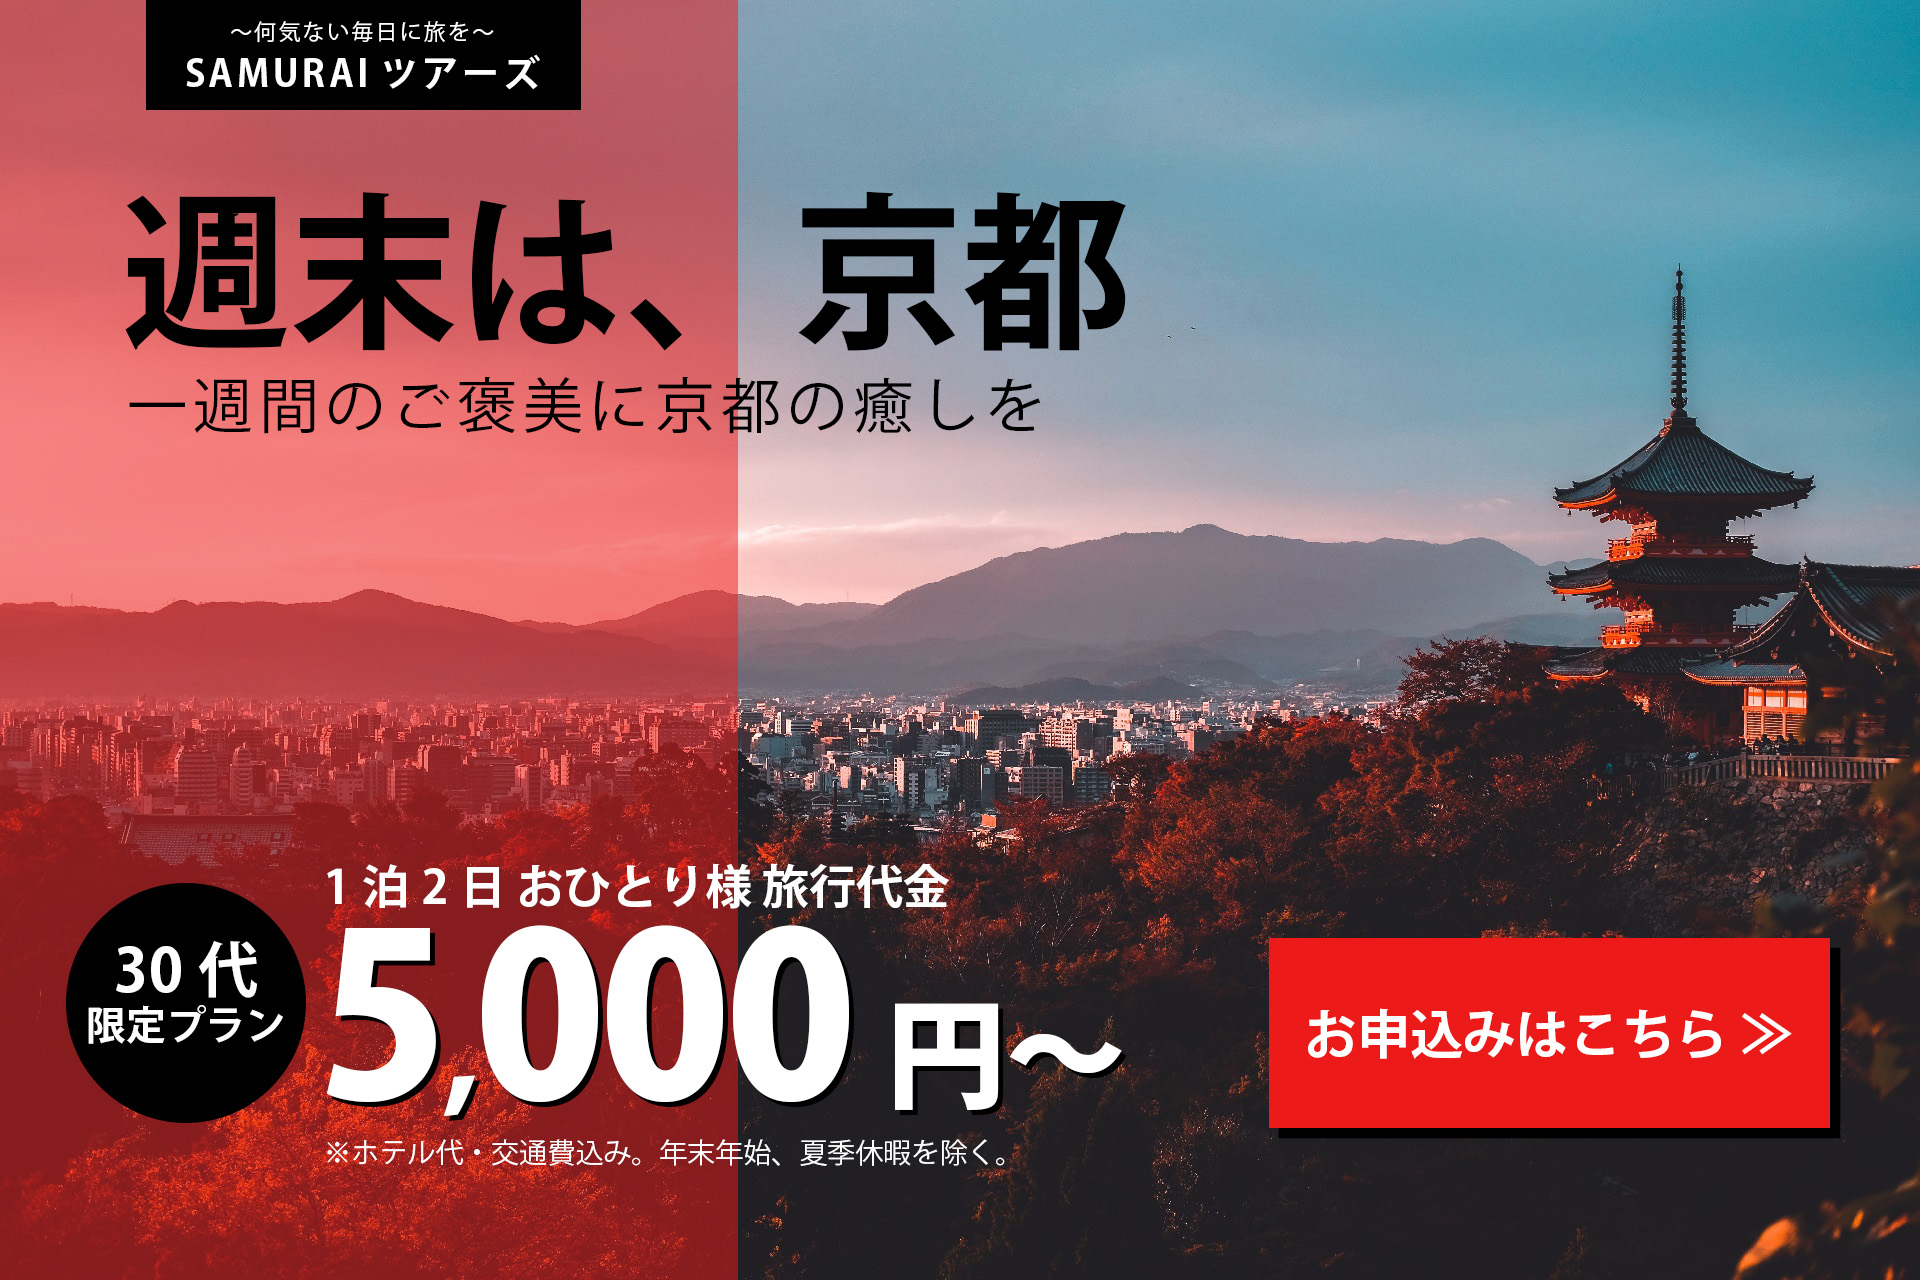 ～何気ない毎日に旅を～
SAMURAI ツアーズ
週末は、京都
一週間のご褒美に京都の癒しを
1泊2日 おひとり様 旅行代金
30代
限定プラン
5,000 円～
※ホテル代・交通費込み。年末年始、夏季休暇を除く。
お申込みはこちら ≫